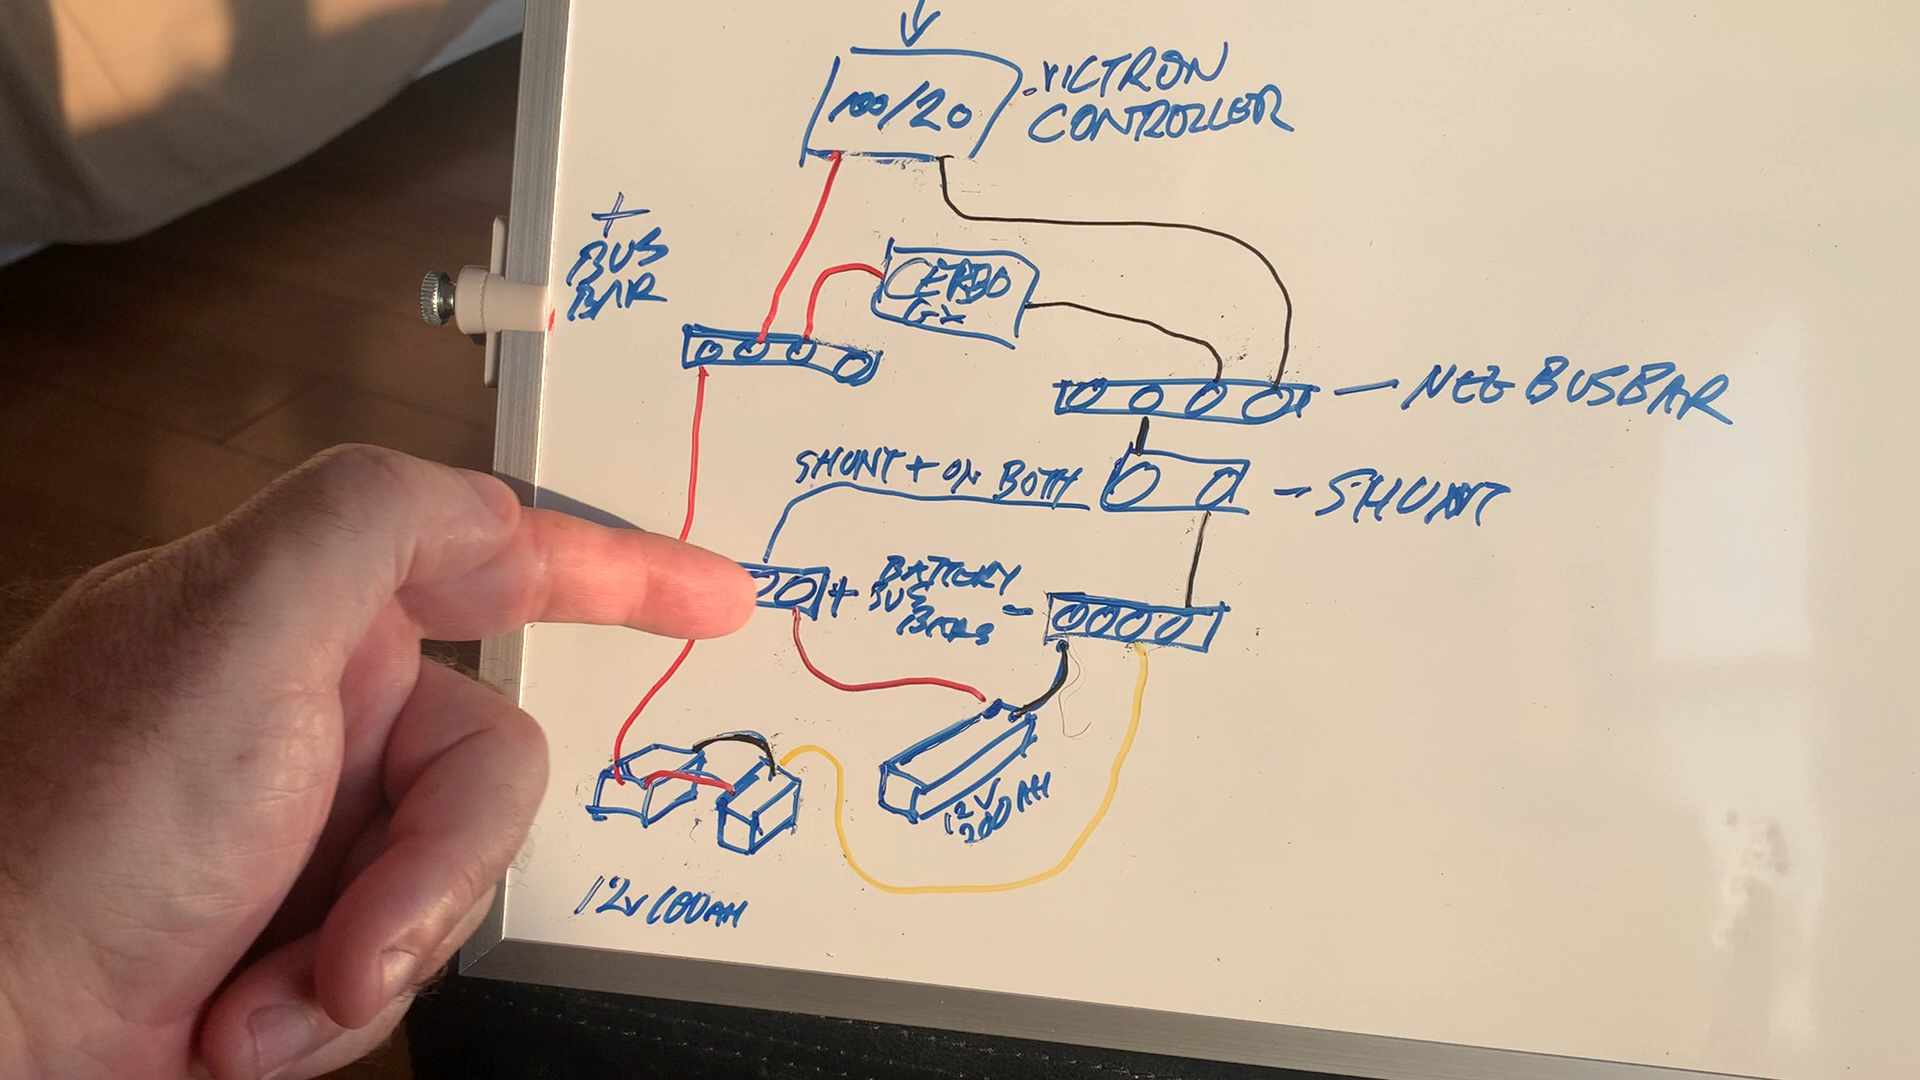 100/20
VICTRON
CONTROLLER
+
BUS
BAR
CERBO
GX
NEG BUSBAR
SHUNT + ON BOTH
- SHUNT
+ BATTERY -
BUS
BARS
12V
200AH
12V 100AH